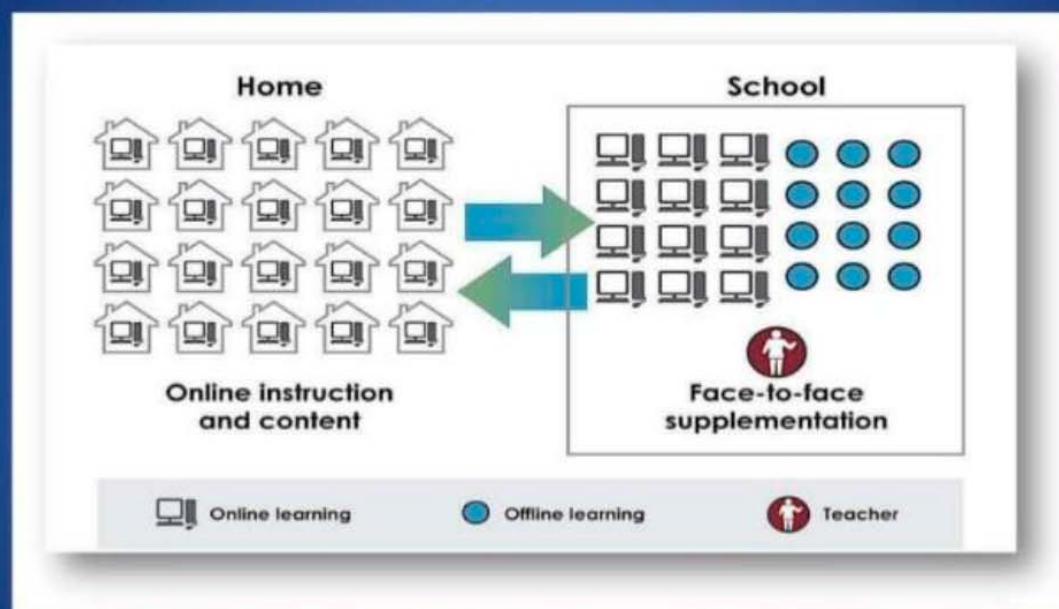 Home
School
Online instruction
and content
Face-to-face
supplementation
Online learning
Offline learning
Teacher